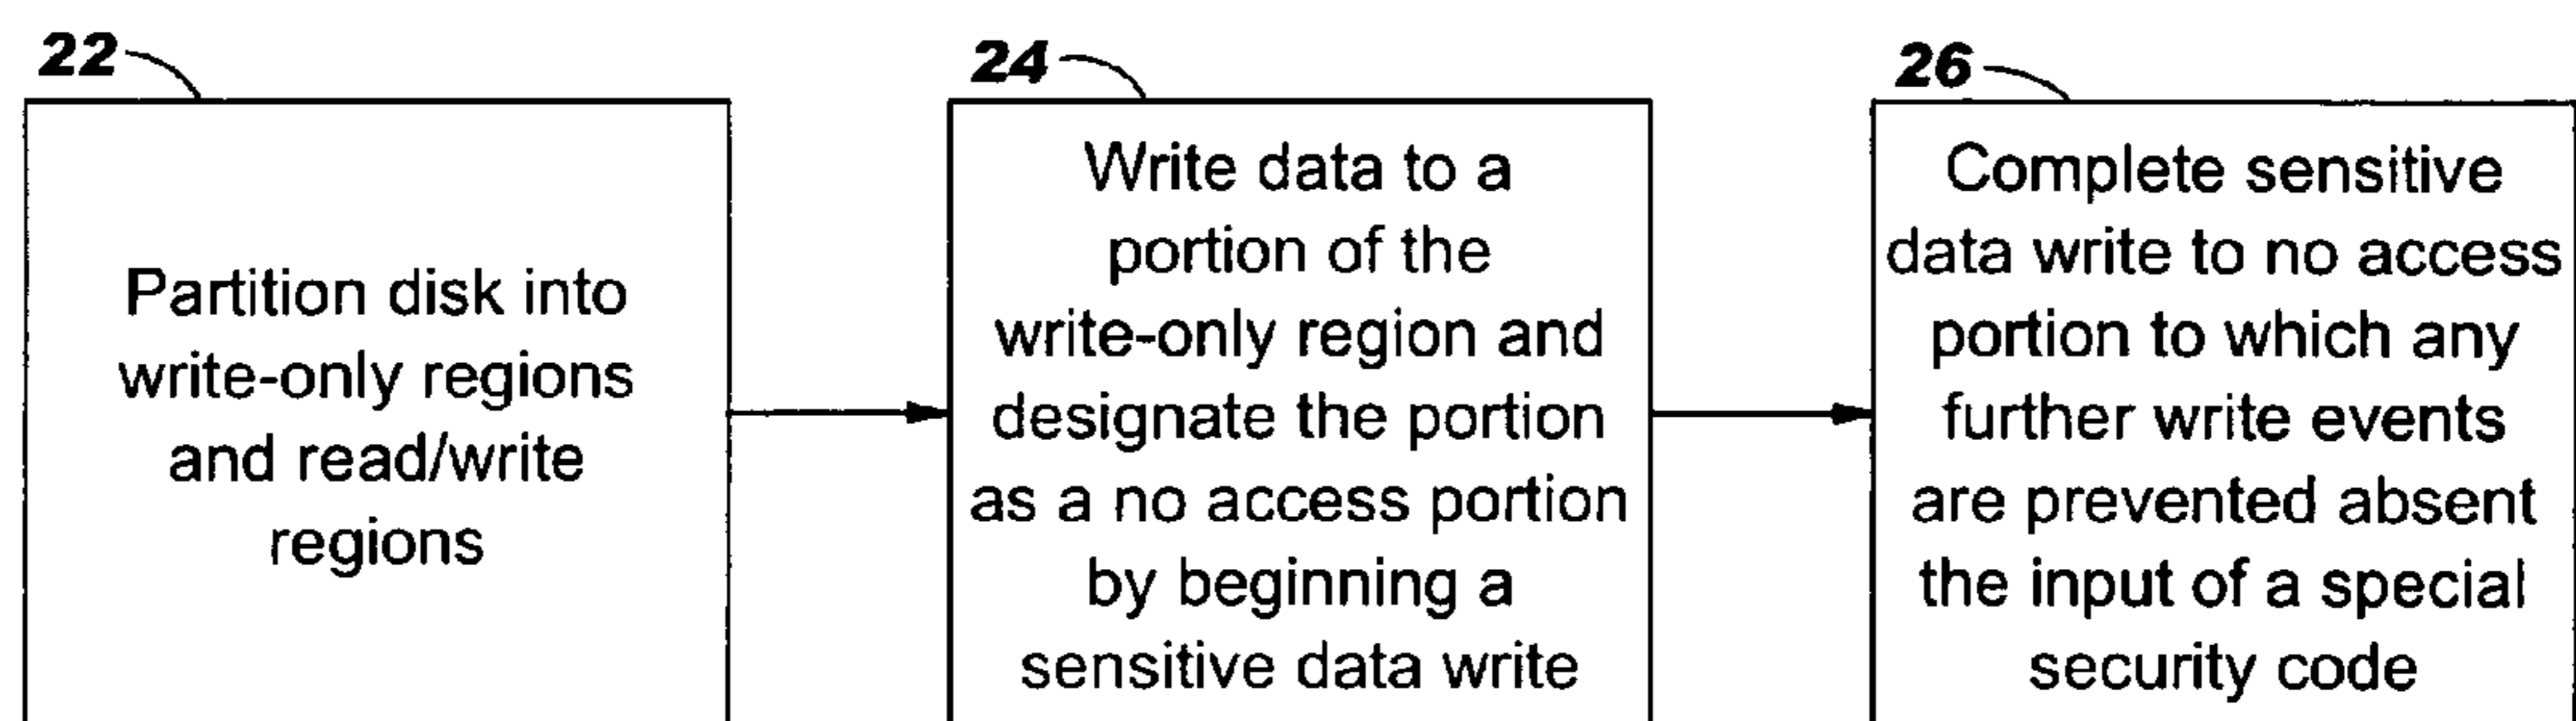 22
Partition disk into
write-only regions
and read/write
regions
24
Write data to a
portion of the
write-only region and
designate the portion
as a no access portion
by beginning a
sensitive data write
26
Complete sensitive
data write to no access
portion to which any
further write events
are prevented absent
the input of a special
security code